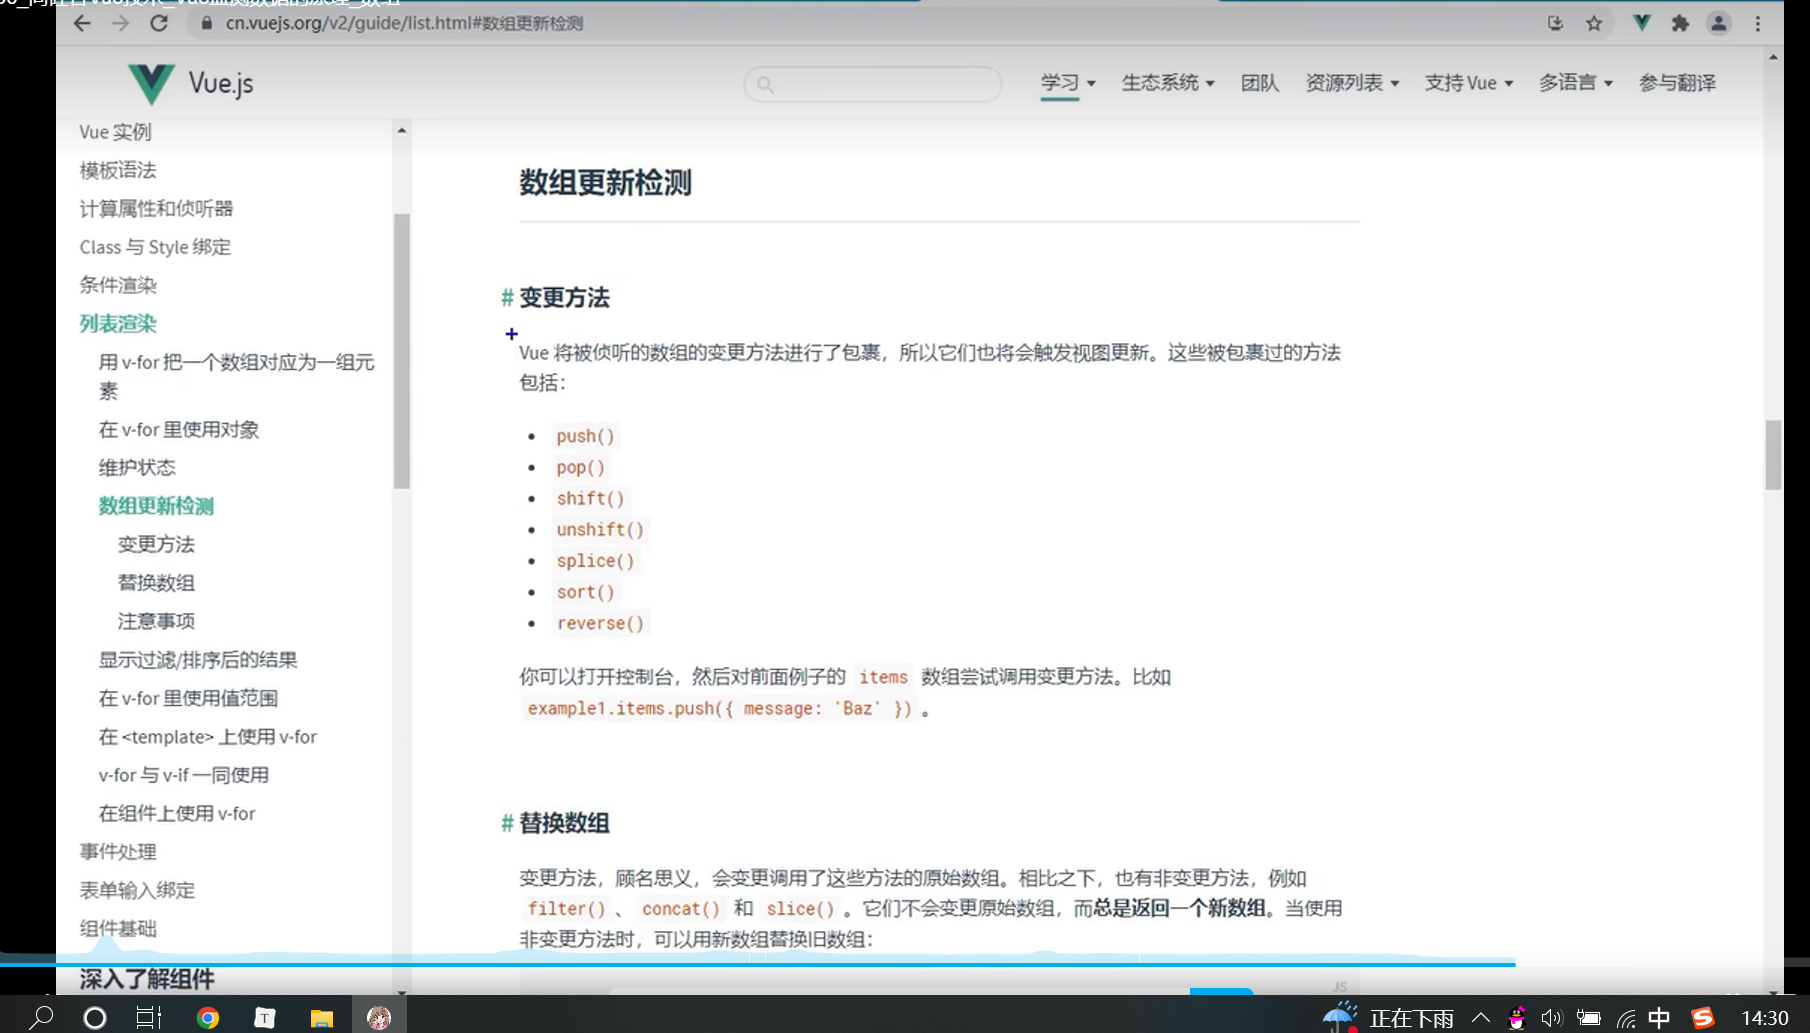 cn.vuejs.org/v2/guide/list.html#数组更新检测
Vue.js
学习 生态系统 团队 资源列表 支持 Vue 多语言 参与翻译
Vue 实例
模板语法
计算属性和侦听器
Class 与 Style 绑定
条件渲染
列表渲染
用 v-for 把一个数组对应为一组元
素
在 v-for 里使用对象
维护状态
数组更新检测
变更方法
替换数组
注意事项
显示过滤/排序后的结果
在 v-for 里使用值范围
在 <template> 上使用 v-for
v-for 与 v-if 一同使用
在组件上使用 v-for
事件处理
表单输入绑定
组件基础
深入了解组件
数组更新检测
# 变更方法
Vue 将被侦听的数组的变更方法进行了包裹，所以它们也将会触发视图更新。这些被包裹过的方法
包括：
push()
pop()
shift()
unshift()
splice()
sort()
reverse()
你可以打开控制台，然后对前面例子的 items 数组尝试调用变更方法。比如
example1.items.push({ message: 'Baz' }) 。
# 替换数组
变更方法，顾名思义，会变更调用了这些方法的原始数组。相比之下，也有非变更方法，例如
filter() 、 concat() 和 slice() 。它们不会变更原始数组，而总是返回一个新数组。当使用
非变更方法时，可以用新数组替换旧数组：
JS
T
正在下雨
中
S
14:30